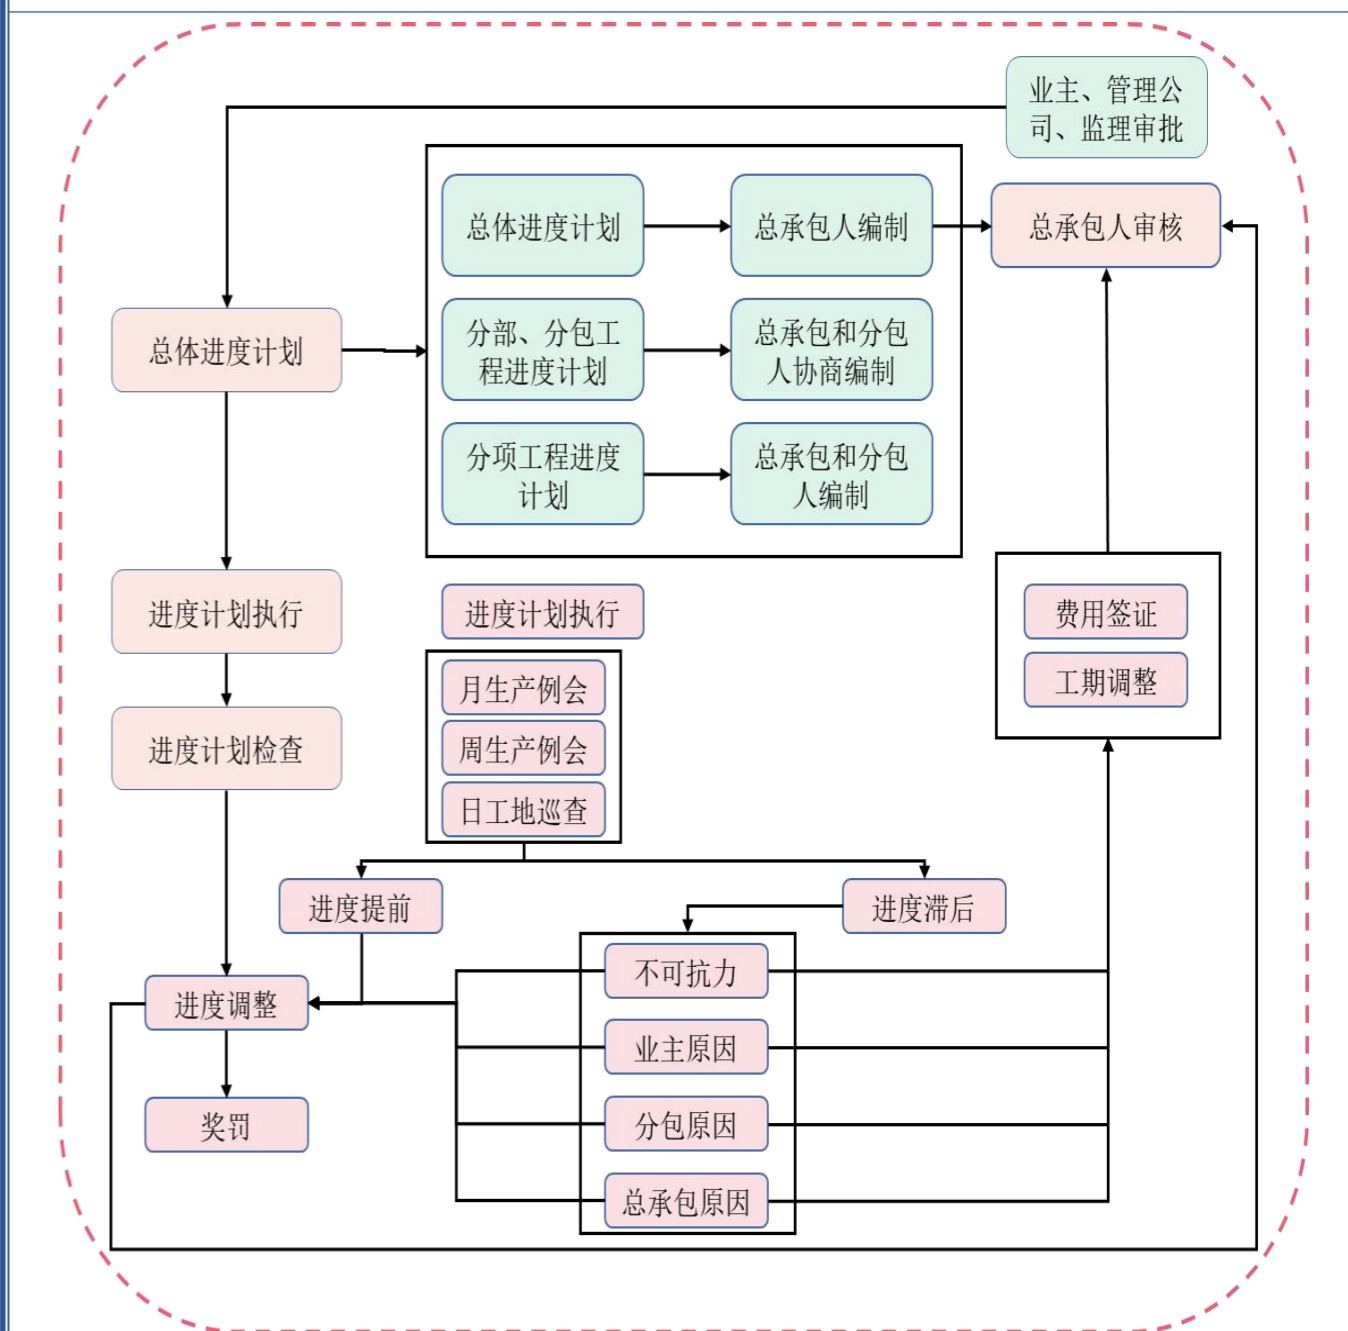 业主、管理公
司、监理审批
总体进度计划
总承包人编制
总承包人审核
总体进度计划
分部、分包工
程进度计划
总承包和分包
人协商编制
分项工程进度
计划
总承包和分包
人编制
进度计划执行
进度计划执行
费用签证
工期调整
月生产例会
进度计划检查
周生产例会
日工地巡查
进度提前
进度滞后
不可抗力
进度调整
业主原因
奖罚
分包原因
总承包原因